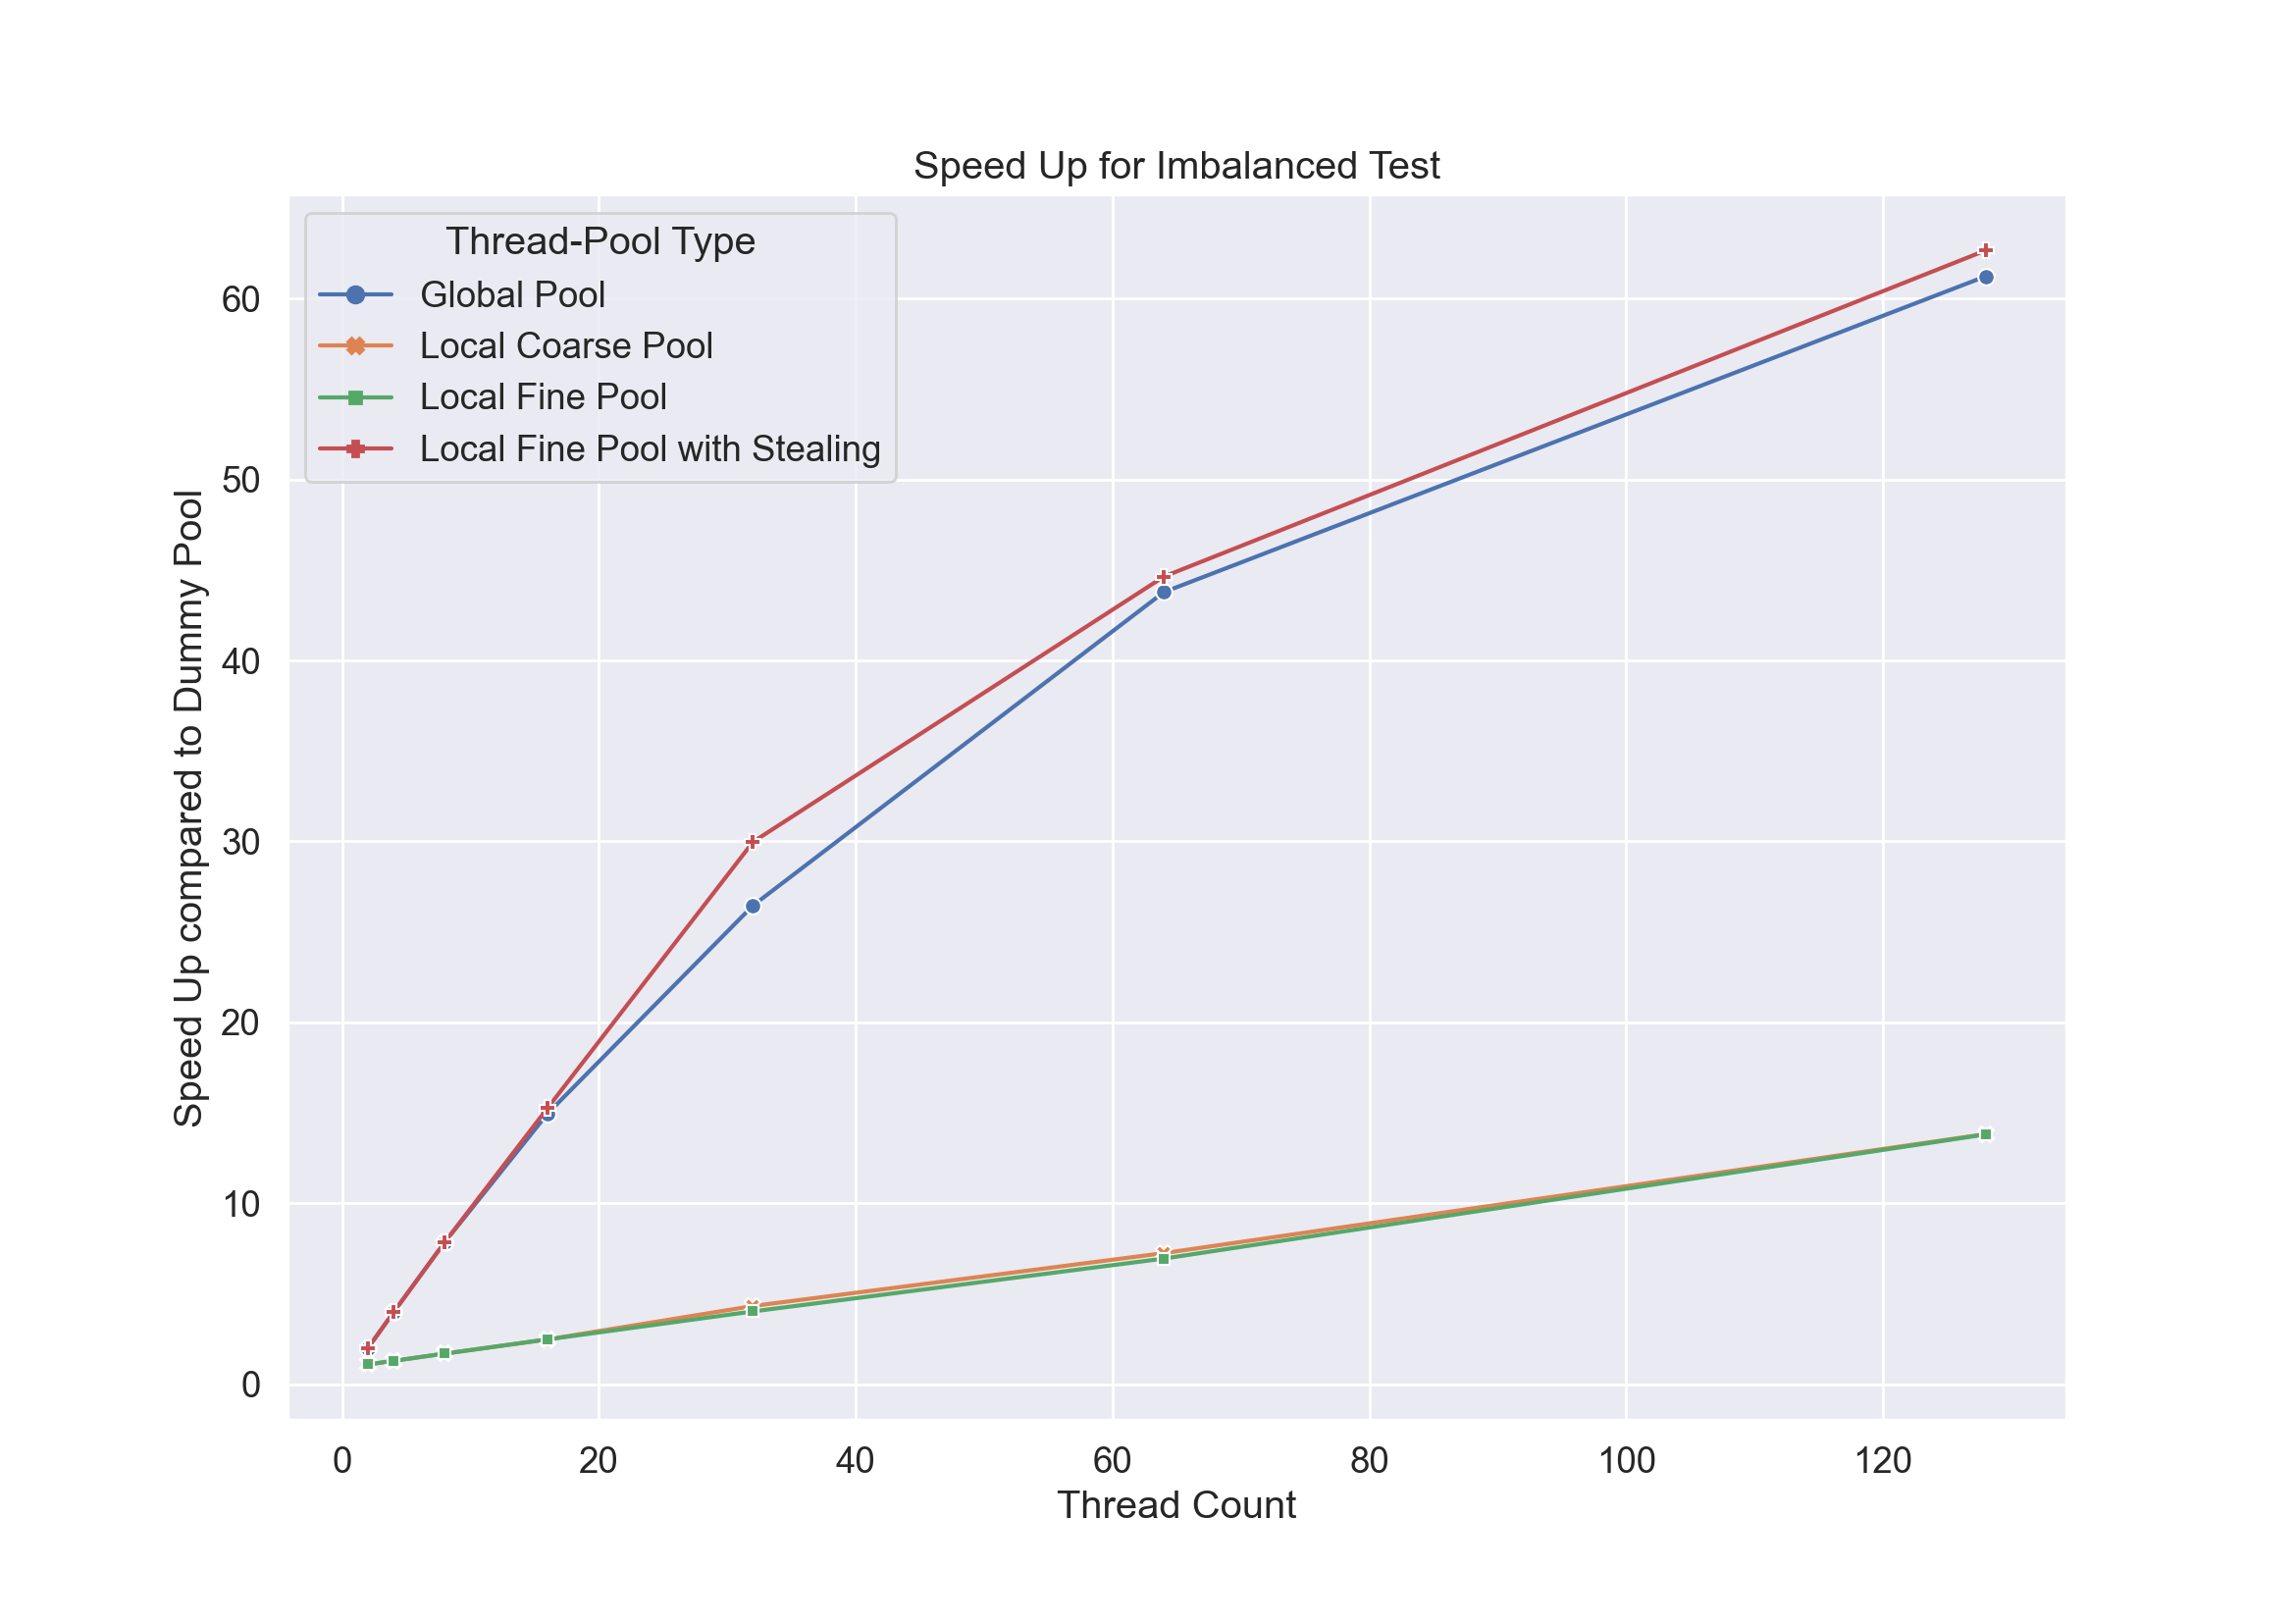 Speed Up for Imbalanced Test
Thread-Pool Type
Global Pool
Local Coarse Pool
Local Fine Pool
Local Fine Pool with Stealing
Speed Up compared to Dummy Pool
60
50
40
30
20
10
0
0 20 40 60 80 100 120
Thread Count